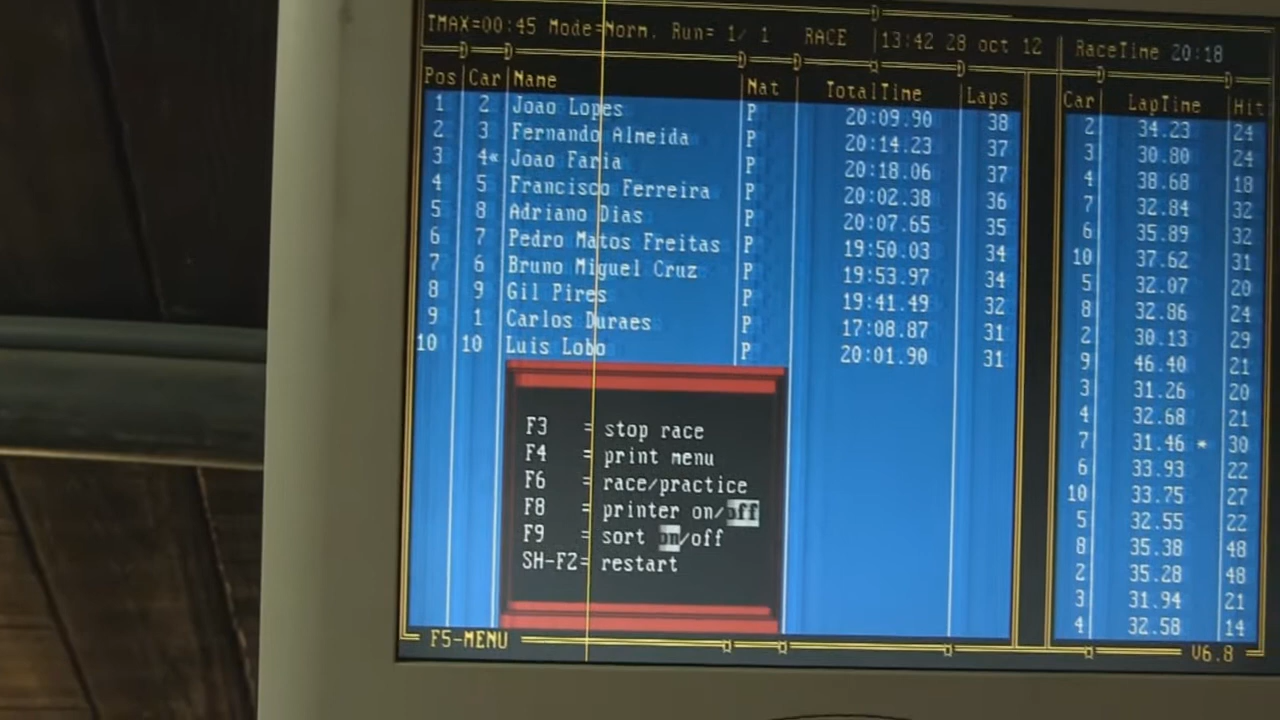 TMAX=00:45 Mode=Norm. Run= 1/ 1 RACE 13:42 28 oct 12 RaceTime 20:18
Pos Car Name Nat TotalTime Laps Car LapTime Hit
1 2 Joao Lopes P 20:09.90 38 2 34.23 24
2 3 Fernando Almeida P 20:14.23 37 3 30.80 24
3 4« Joao Faria P 20:18.06 37 4 38.68 18
4 5 Francisco Ferreira P 20:02.38 36 7 32.84 32
5 8 Adriano Dias P 20:07.65 35 6 35.89 32
6 7 Pedro Matos Freitas P 19:50.03 34 10 37.62 31
7 6 Bruno Miguel Cruz P 19:53.97 34 5 32.07 20
8 9 Gil Pires P 19:41.49 32 8 32.86 24
9 1 Carlos Duraes P 17:08.87 31 2 30.13 29
10 10 Luis Lobo P 20:01.90 31 9 46.40 21
3 31.26 20
4 32.68 21
F3 = stop race 7 31.46 * 30
F4 = print menu 6 33.93 22
F6 = race/practice 10 33.75 27
F8 = printer on/off 5 32.55 22
F9 = sort on/off 8 35.38 48
SH-F2= restart 2 35.28 48
3 31.94 21
4 32.58 14
F5-MENU V6.8